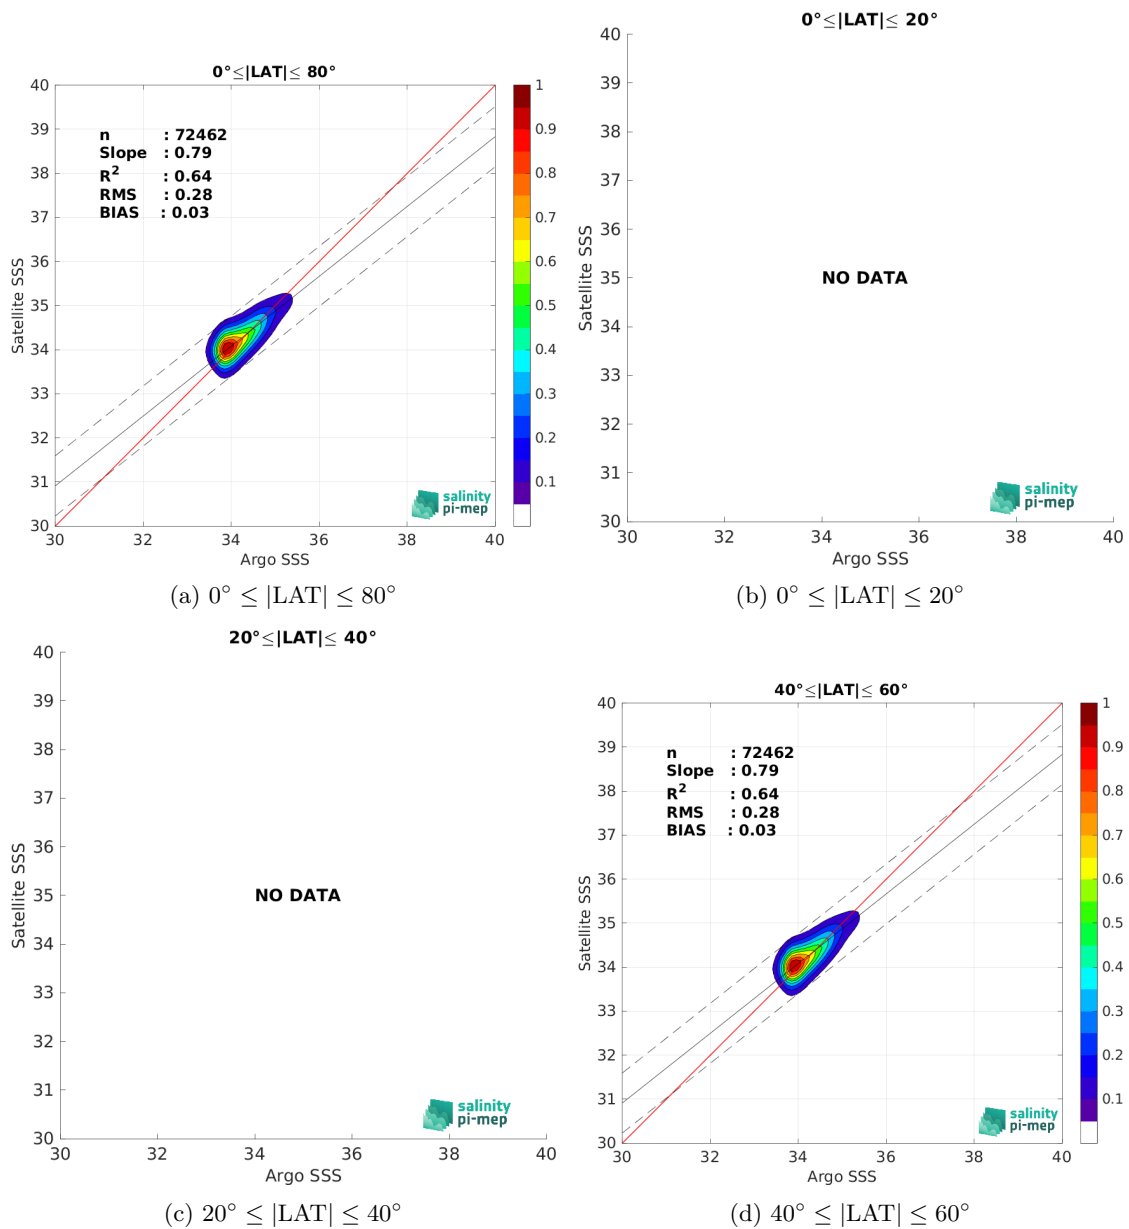 0°≤|LAT|≤ 80°
40
39
38
37
36
35
34
33
32
31
30
n : 72462
Slope : 0.79
R² : 0.64
RMS : 0.28
BIAS : 0.03
Satellite SSS
30 32 34 36 38 40
Argo SSS
salinity
pi-mep
1
0.9
0.8
0.7
0.6
0.5
0.4
0.3
0.2
0.1
(a) 0° ≤ |LAT| ≤ 80°
0°≤|LAT|≤ 20°
40
39
38
37
36
35
34
33
32
31
30
Satellite SSS
NO DATA
salinity
pi-mep
30 32 34 36 38 40
Argo SSS
(b) 0° ≤ |LAT| ≤ 20°
20°≤|LAT|≤ 40°
40
39
38
37
36
35
34
33
32
31
30
Satellite SSS
NO DATA
salinity
pi-mep
30 32 34 36 38 40
Argo SSS
(c) 20° ≤ |LAT| ≤ 40°
40°≤|LAT|≤ 60°
40
39
38
37
36
35
34
33
32
31
30
n : 72462
Slope : 0.79
R² : 0.64
RMS : 0.28
BIAS : 0.03
Satellite SSS
30 32 34 36 38 40
Argo SSS
salinity
pi-mep
1
0.9
0.8
0.7
0.6
0.5
0.4
0.3
0.2
0.1
(d) 40° ≤ |LAT| ≤ 60°